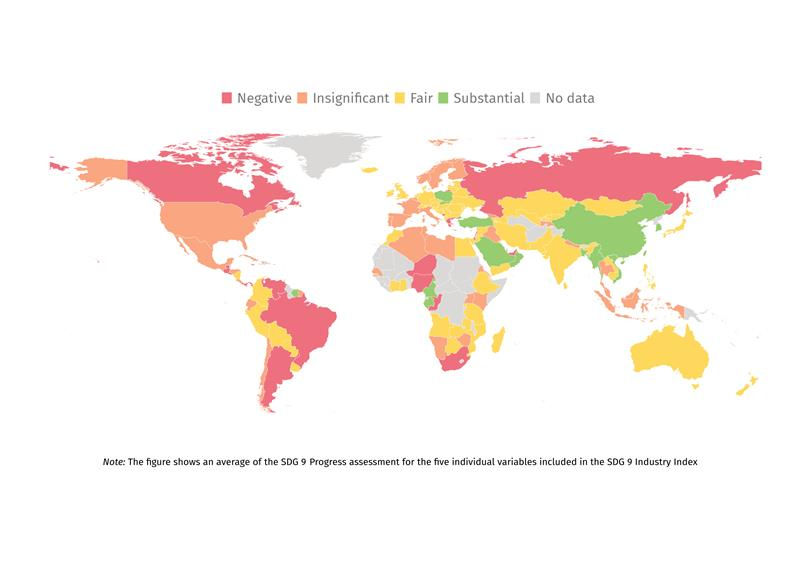 Negative Insignificant Fair Substantial No data
Note: The figure shows an average of the SDG 9 Progress assessment for the five individual variables included in the SDG 9 Industry Index